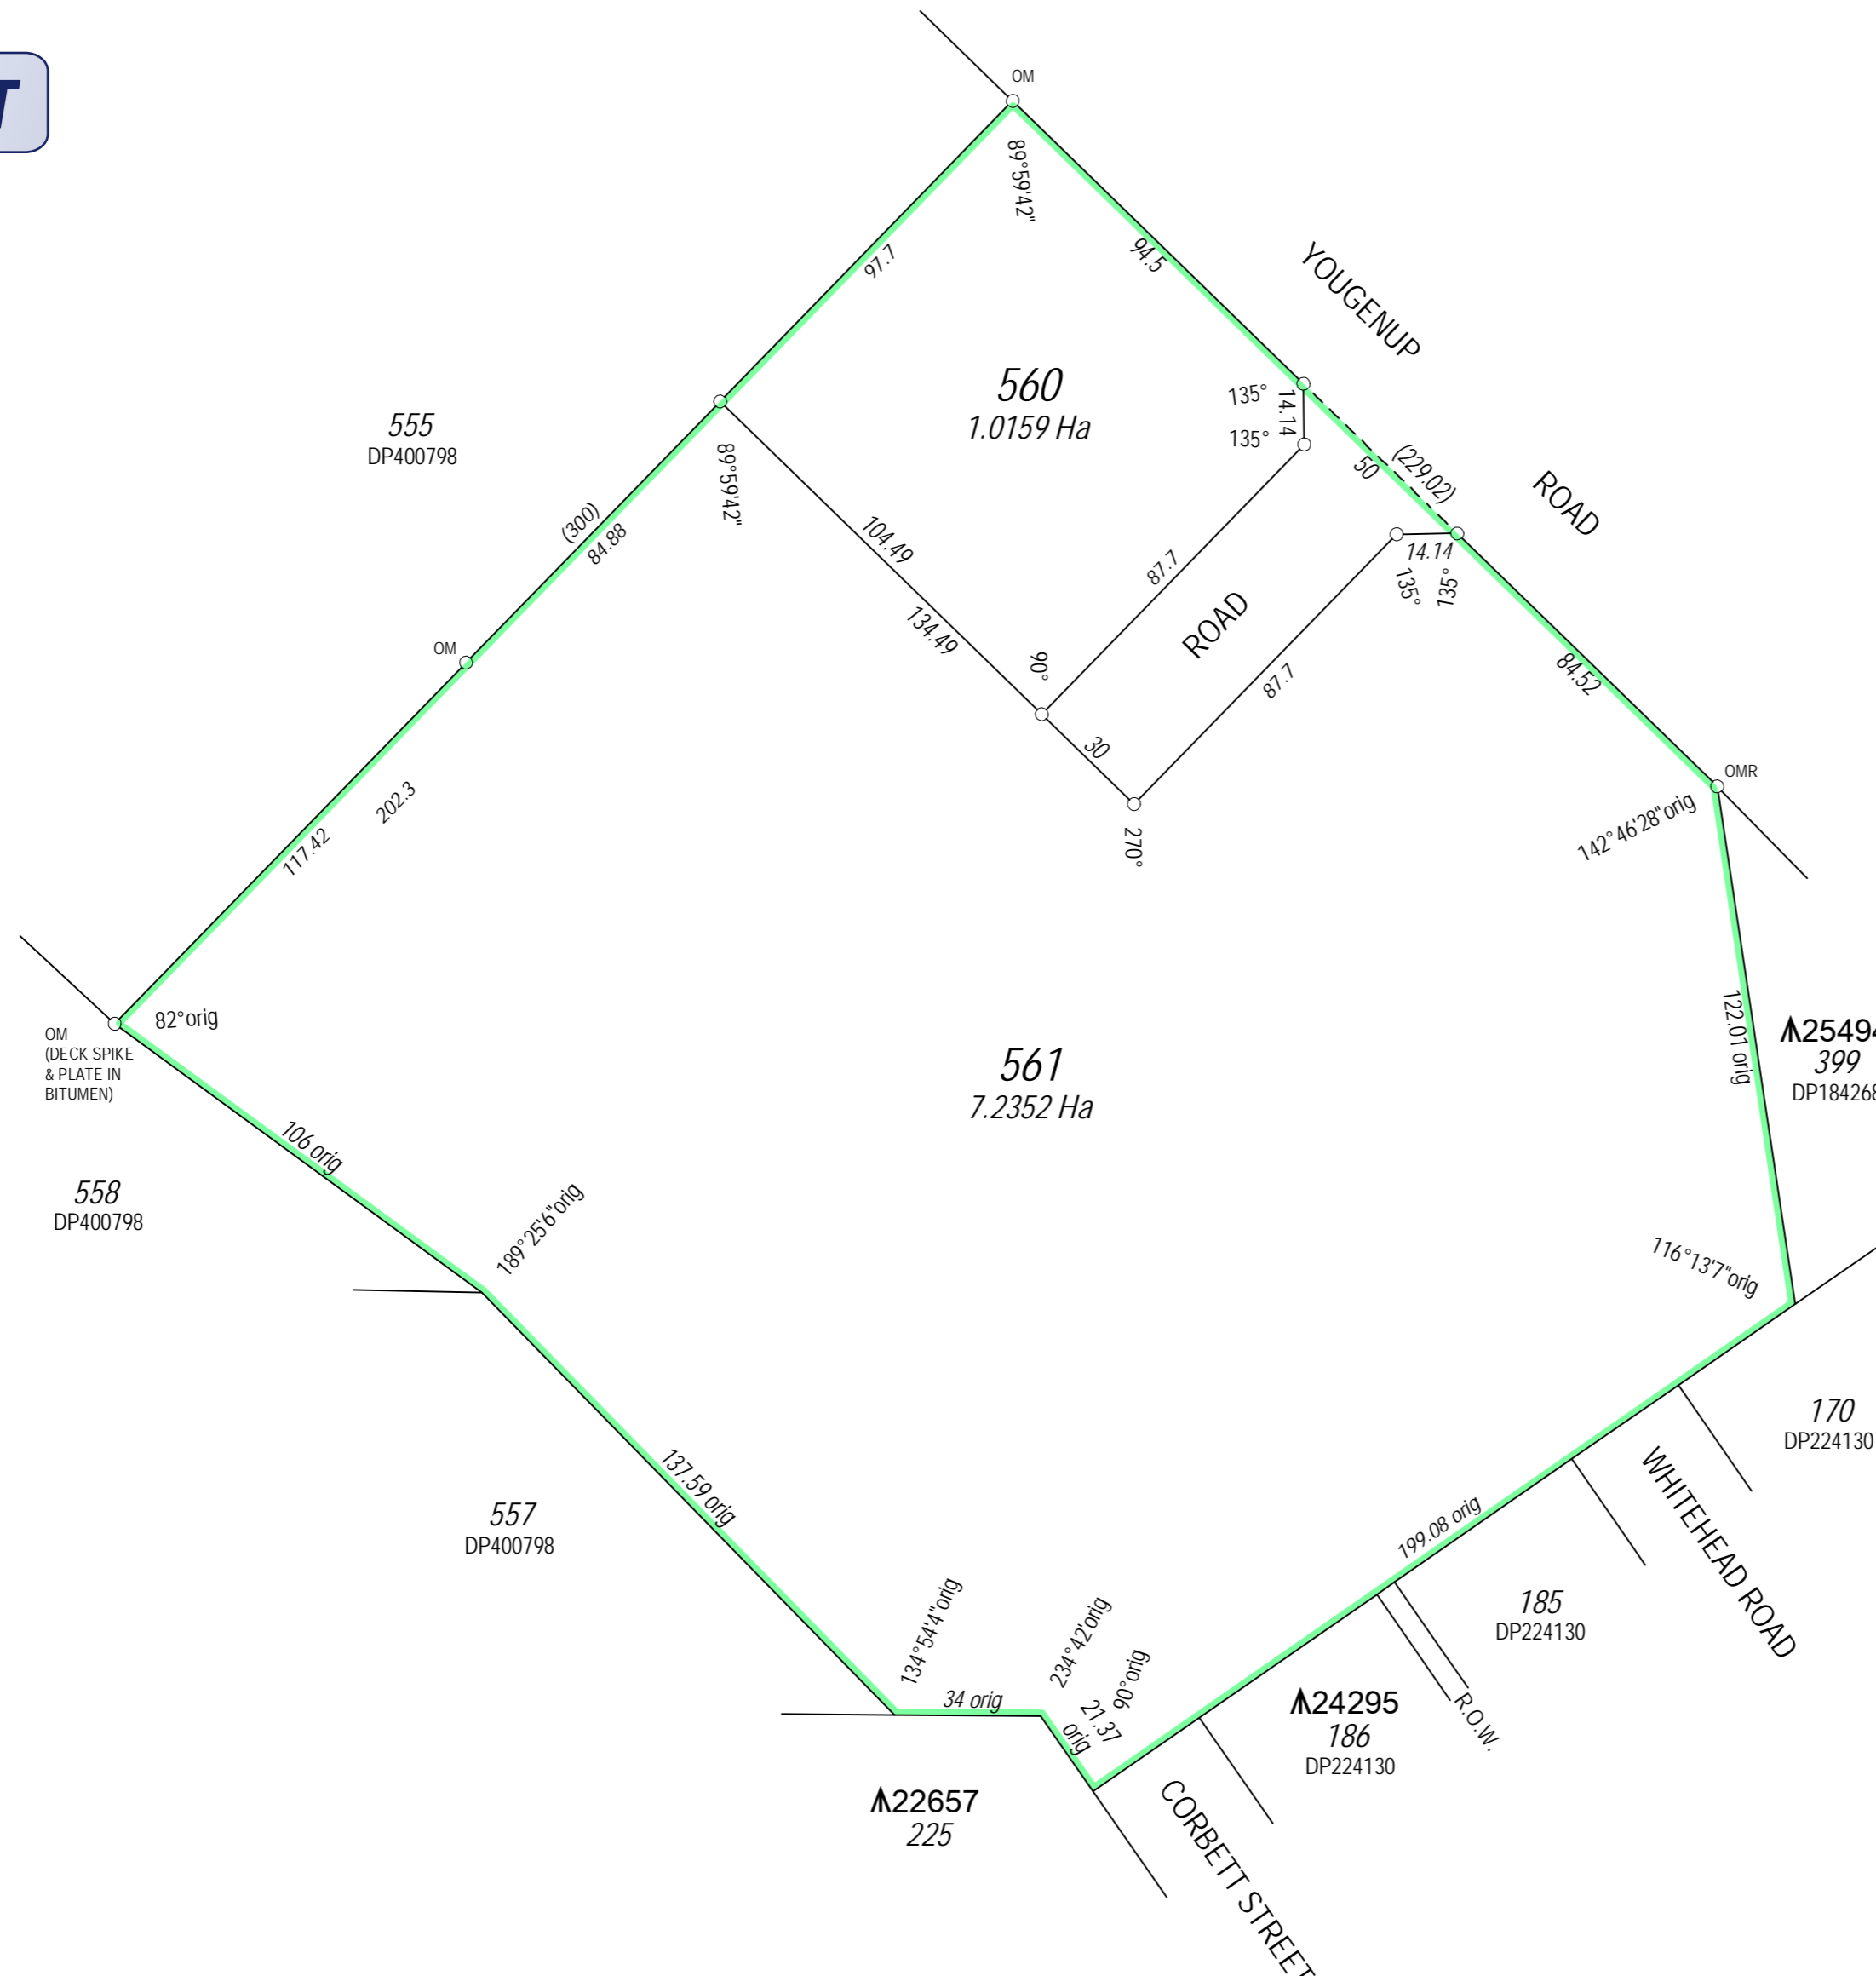 T
OM
89°59'42"
97.7
94.5
YOUGENUP
ROAD
560
1.0159 Ha
135°
14.14
135°
50
(229.02)
555
DP400798
89°59'42"
(300)
84.88
104.49
134.49
87.7
ROAD
87.7
14.14
135°
135°
84.52
90°
30
270°
OM
OMR
142°46'28"orig
202.3
117.42
82°orig
OM
(DECK SPIKE
& PLATE IN
BITUMEN)
561
7.2352 Ha
122.01 orig
25494
399
DP184268
106 orig
558
DP400798
189°25'6"orig
116°13'7"orig
137.59 orig
557
DP400798
170
DP224130
WHITEHEAD ROAD
199.08 orig
185
DP224130
R.O.W.
134°54'4"orig
34 orig
234°42'orig
90°orig
21.37
orig
24295
186
DP224130
22657
225
CORBETT STREET